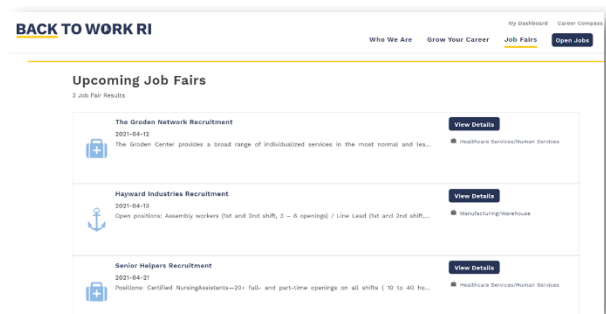 My Dashboard Career Compass
BACK TO WORK RI
Who We Are Grow Your Career Job Fairs Open Jobs
Upcoming Job Fairs
3 Job Fair Results
The Groden Network Recruitment
View Details
2021-04-12
Healthcare Services/Human Services
The Groden Center provides a broad range of individualized services in the most normal and lea...
Hayward Industries Recruitment
View Details
2021-04-13
Manufacturing/Warehouse
Open positions: Assembly workers (1st and 2nd shift, 3 – 6 openings) / Line Lead (1st and 2nd shift,...
Senior Helpers Recruitment
View Details
2021-04-21
Healthcare Services/Human Services
Positions: Certified NursingAssistants—20+ full- and part-time openings on all shifts ( 10 to 40 ho...